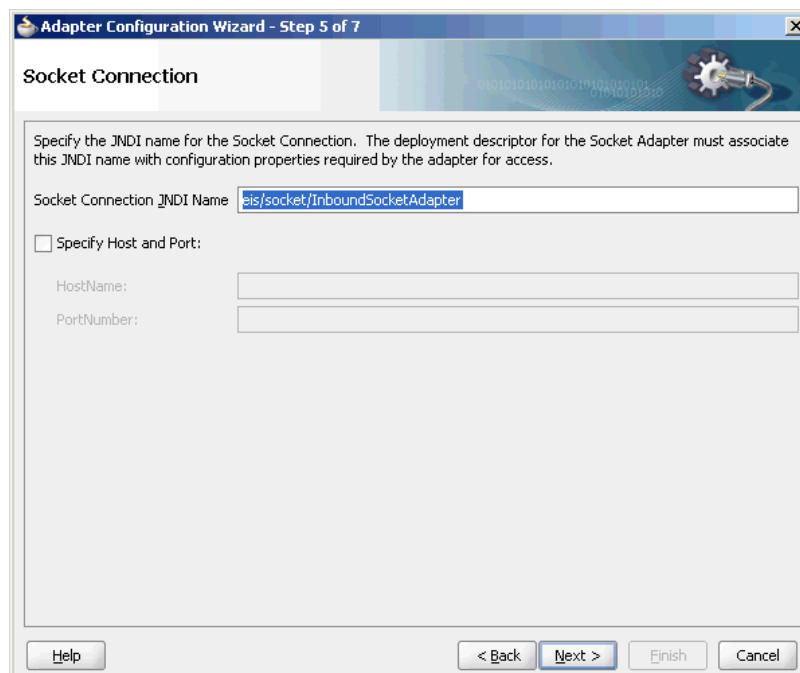 Adapter Configuration Wizard - Step 5 of 7
Socket Connection
0101010101010101010101010101
01010101010
Specify the JNDI name for the Socket Connection. The deployment descriptor for the Socket Adapter must associate
this JNDI name with configuration properties required by the adapter for access.
Socket Connection JNDI Name eis/socket/InboundSocketAdapter
Specify Host and Port:
HostName:
PortNumber:
Help < Back Next > Finish Cancel